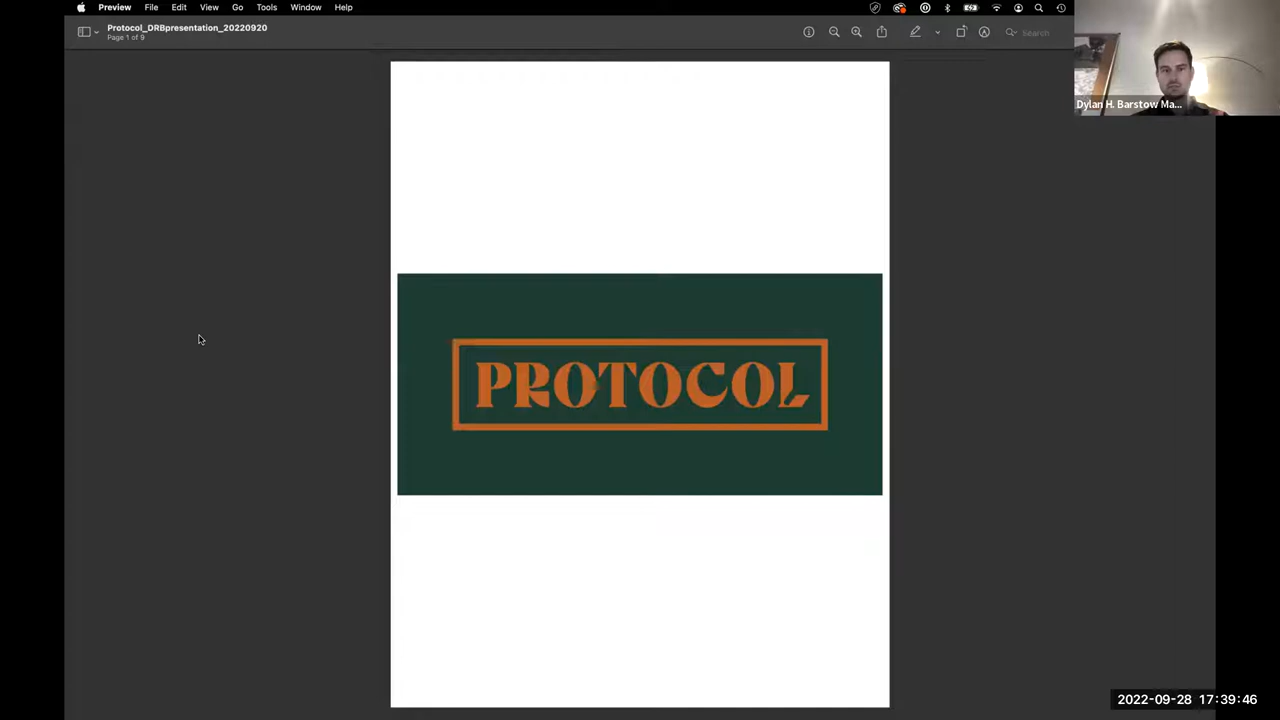 Preview File Edit View Go Tools Window Help
Protocol_DRBpresentation_20220920
Page 1 of 9
Search
Dylan H. Barstow Ma...
PROTOCOL
2022-09-28 17:39:46